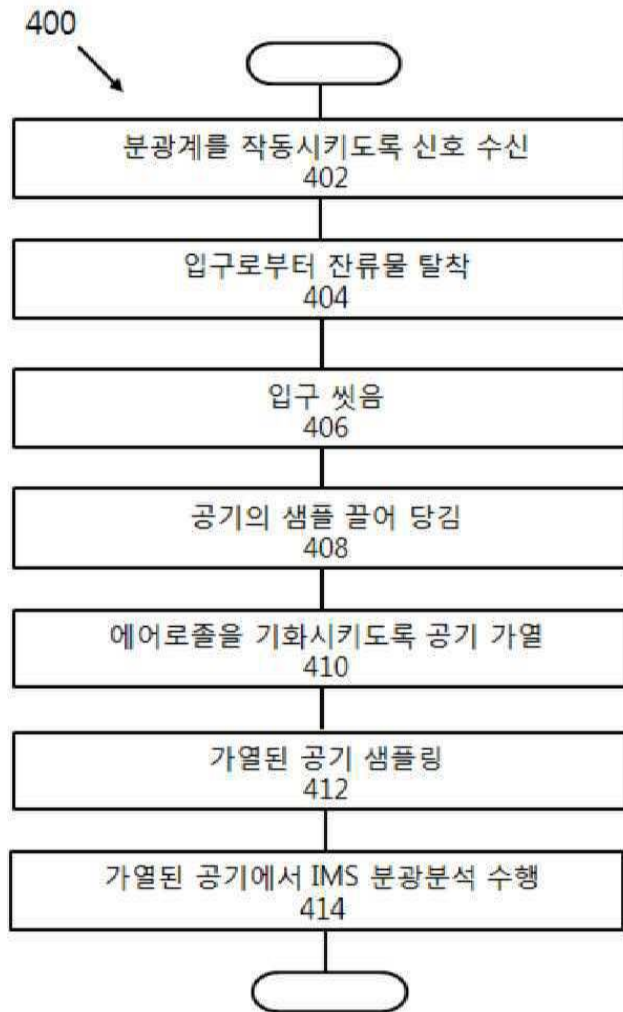 400
분광계를 작동시키도록 신호 수신
402
입구로부터 잔류물 탈착
404
입구 씻음
406
공기의 샘플 끌어 당김
408
에어로졸을 기화시키도록 공기 가열
410
가열된 공기 샘플링
412
가열된 공기에서 IMS 분광분석 수행
414